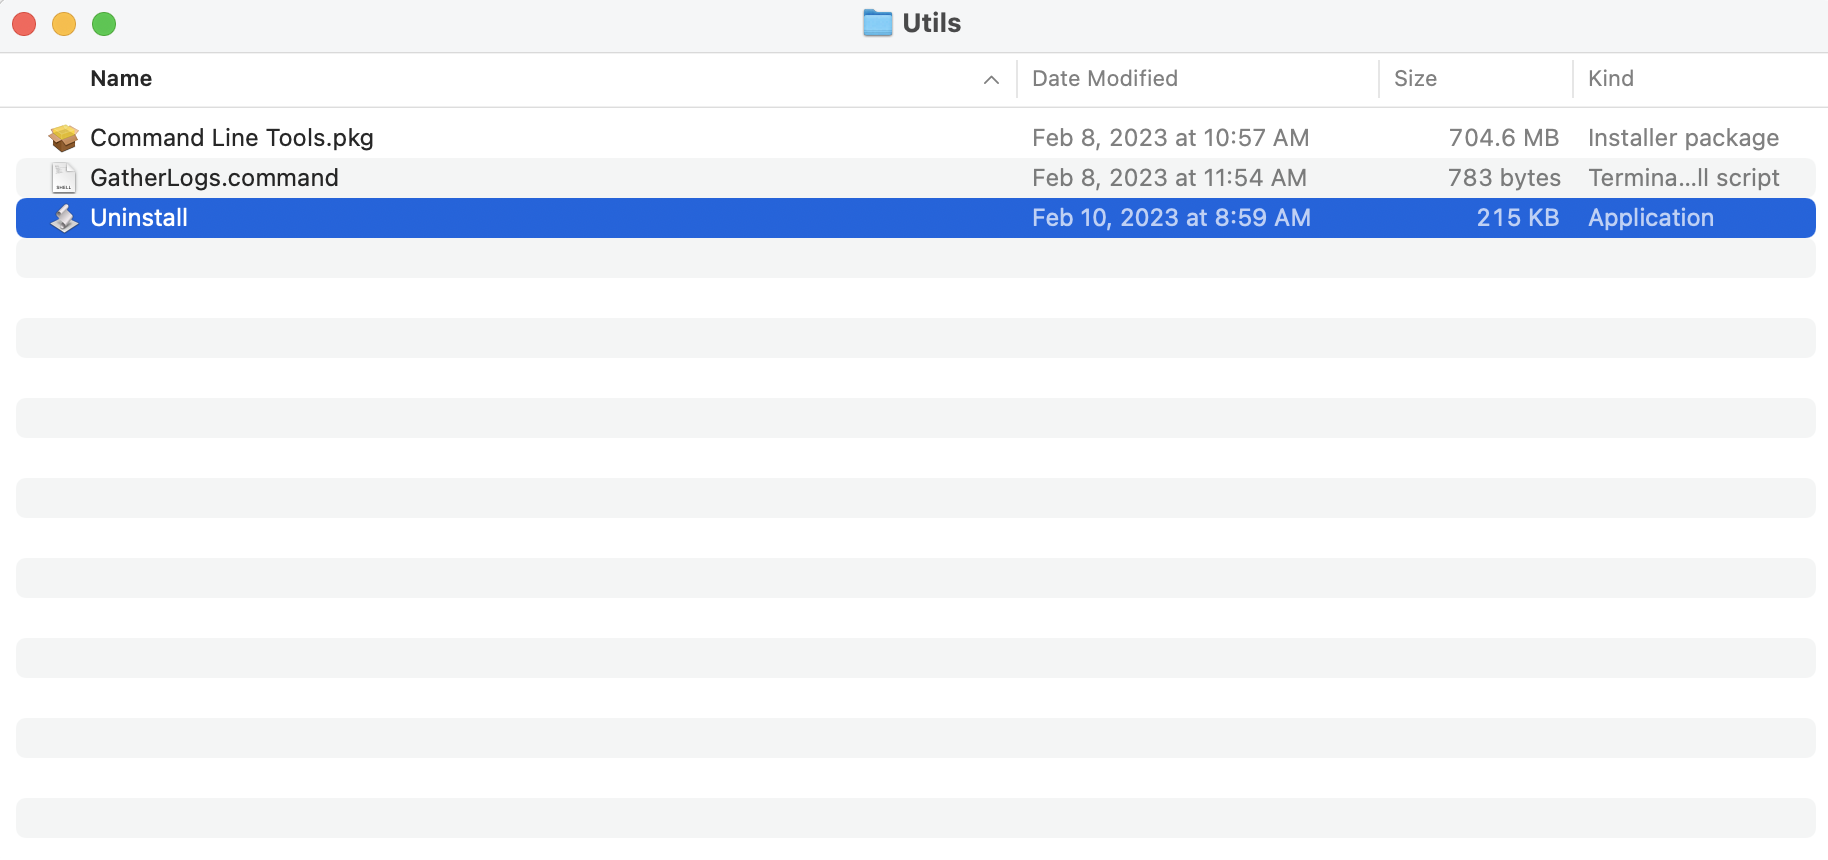 Utils
Name Date Modified Size Kind
Command Line Tools.pkg Feb 8, 2023 at 10:57 AM 704.6 MB Installer package
SHELL GatherLogs.command Feb 8, 2023 at 11:54 AM 783 bytes Termina...ll script
Uninstall Feb 10, 2023 at 8:59 AM 215 KB Application